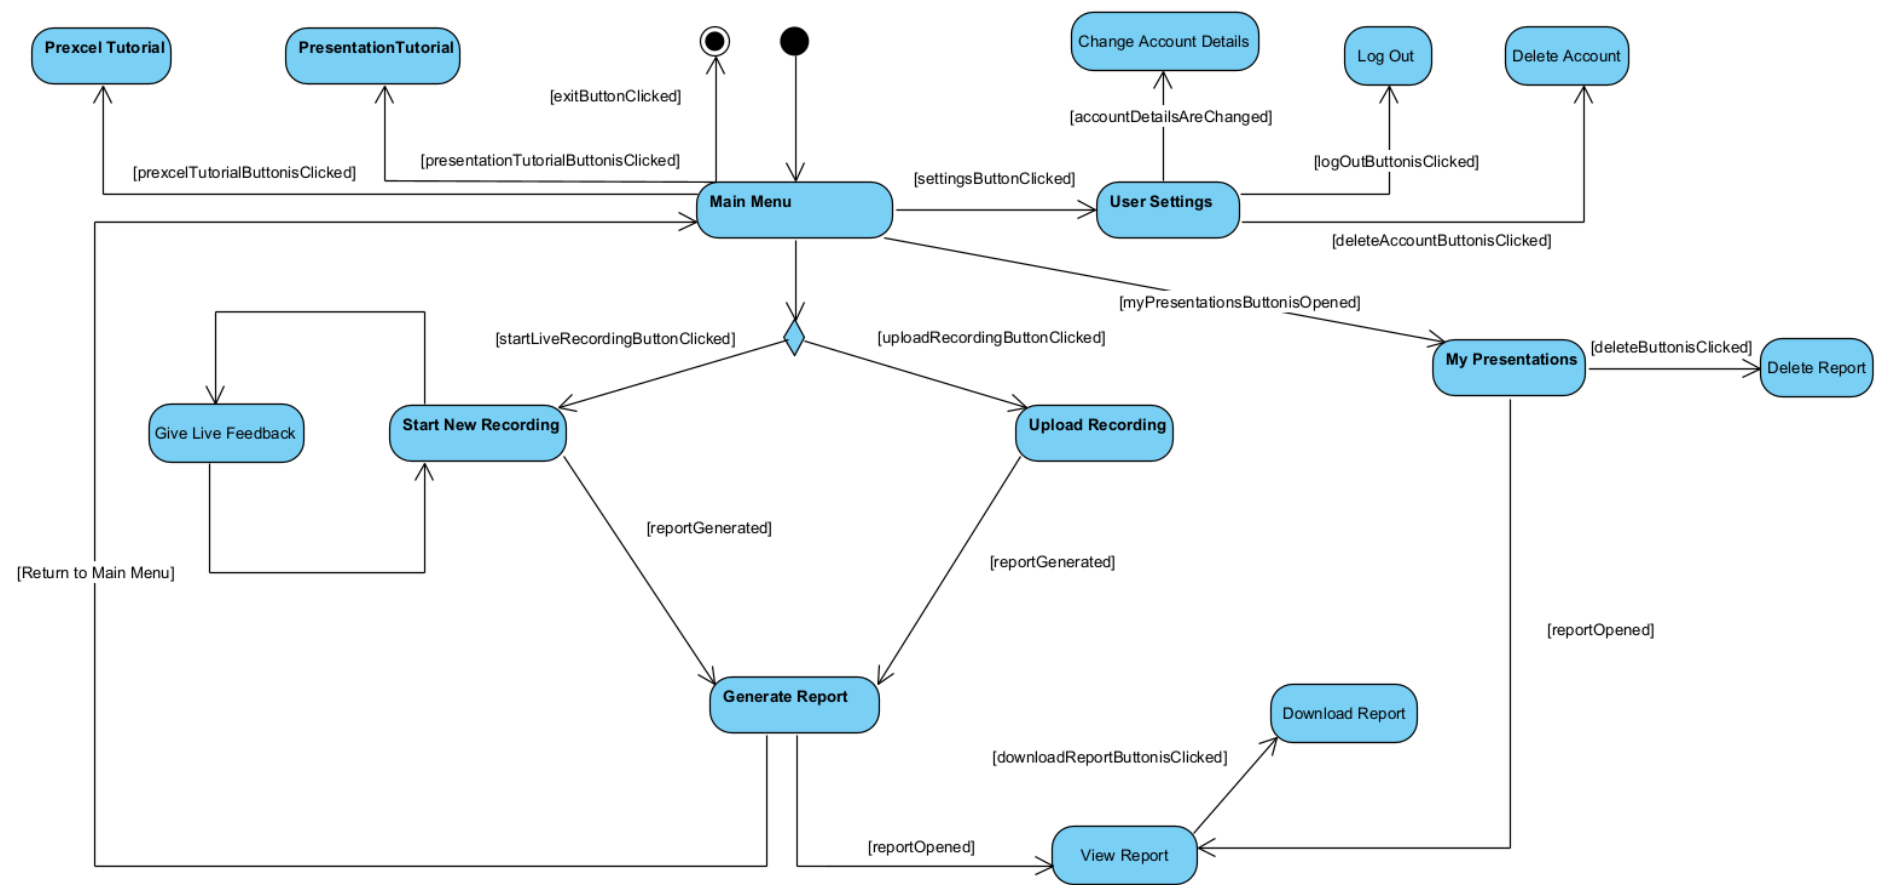 Prexcel Tutorial
PresentationTutorial
Change Account Details
Log Out
Delete Account
[exitButtonClicked]
[accountDetailsAreChanged]
[prexcelTutorialButtonisClicked]
[presentationTutorialButtonisClicked]
[logOutButtonisClicked]
[settingsButtonClicked]
Main Menu
User Settings
[deleteAccountButtonisClicked]
[myPresentationsButtonisOpened]
[startLiveRecordingButtonClicked]
[uploadRecordingButtonClicked]
[deleteButtonisClicked]
My Presentations
Delete Report
Give Live Feedback
Start New Recording
Upload Recording
[reportGenerated]
[reportGenerated]
[Return to Main Menu]
[reportOpened]
Generate Report
Download Report
[downloadReportButtonisClicked]
[reportOpened]
View Report